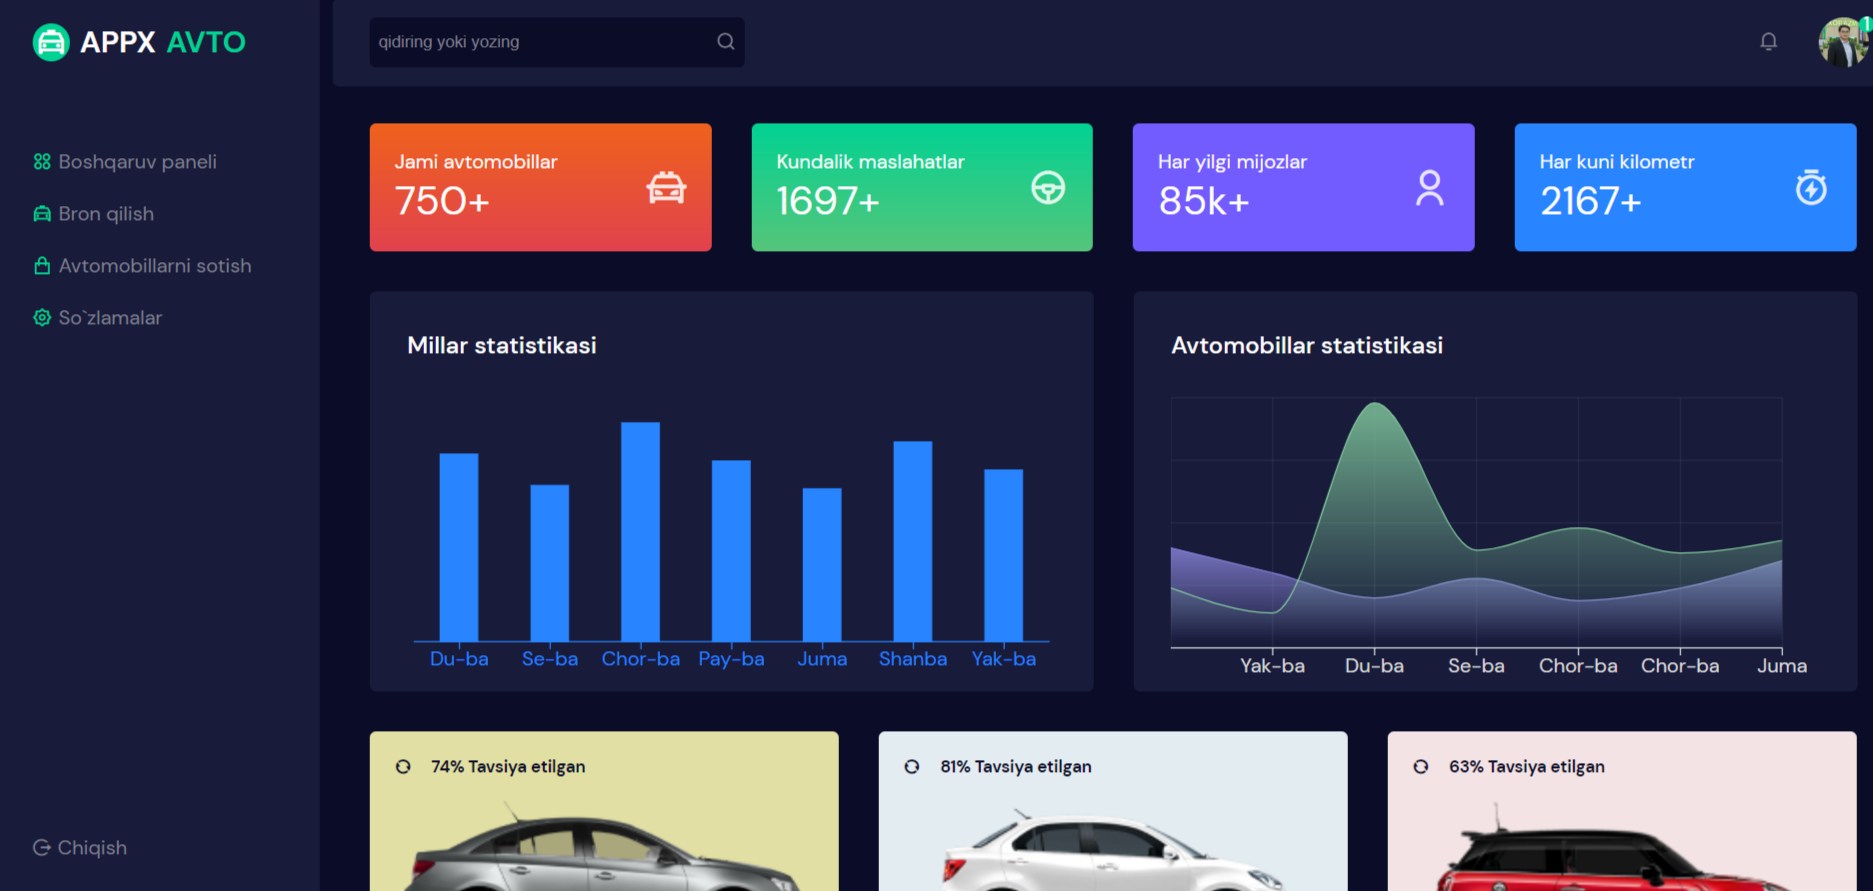 APPX AVTO
qidiring yoki yozing
1
Boshqaruv paneli
Bron qilish
Avtomobillarni sotish
So`zlamalar
Chiqish
Jami avtomobillar
750+
Kundalik maslahatlar
1697+
Har yilgi mijozlar
85k+
Har kuni kilometr
2167+
Millar statistikasi
Du-ba Se-ba Chor-ba Pay-ba Juma Shanba Yak-ba
Avtomobillar statistikasi
Yak-ba Du-ba Se-ba Chor-ba Chor-ba Juma
74% Tavsiya etilgan
81% Tavsiya etilgan
63% Tavsiya etilgan